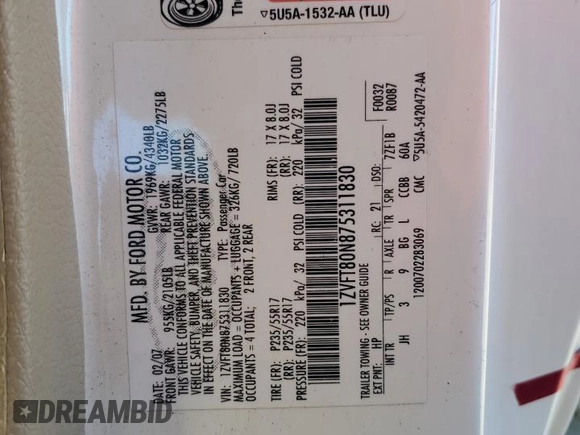 Th
▽5U5A-1532-AA (TLU)
MFD. BY FORD MOTOR CO.
DATE: 02/07 GVWR: 1969KG/4340LB
FRONT GAWR: 955KG/2105LB REAR GAWR: 1032KG/2275LB
THIS VEHICLE CONFORMS TO ALL APPLICABLE FEDERAL MOTOR
VEHICLE SAFETY, BUMPER, AND THEFT PREVENTION STANDARDS
IN EFFECT ON THE DATE OF MANUFACTURE SHOWN ABOVE.
VIN: 1ZVFT80N875311830 TYPE: Passenger Car
MAXIMUM LOAD = OCCUPANTS + LUGGAGE = 326KG/720LB
OCCUPANTS = 4 TOTAL: 2 FRONT, 2 REAR
TIRE (FR): P235/55R17 RIMS (FR): 17 X 8.0J
(RR): P235/55R17 (RR): 17 X 8.0J
PRESSURE (FR): 220 kPa/ 32 PSI COLD (RR): 220 kPa/ 32 PSI COLD
1ZVFT80N875311830
TRAILER TOWING - SEE OWNER GUIDE F0032
EXT PNT: HP RC: 21 DSO: R0087
INT TR TP/PS R AXLE TR SPR 7ZF1B
JH 3 9 BG L CCBB 60A
CMC
12007022830​69 ▽5U5A-5420472-AA
DREAMBID